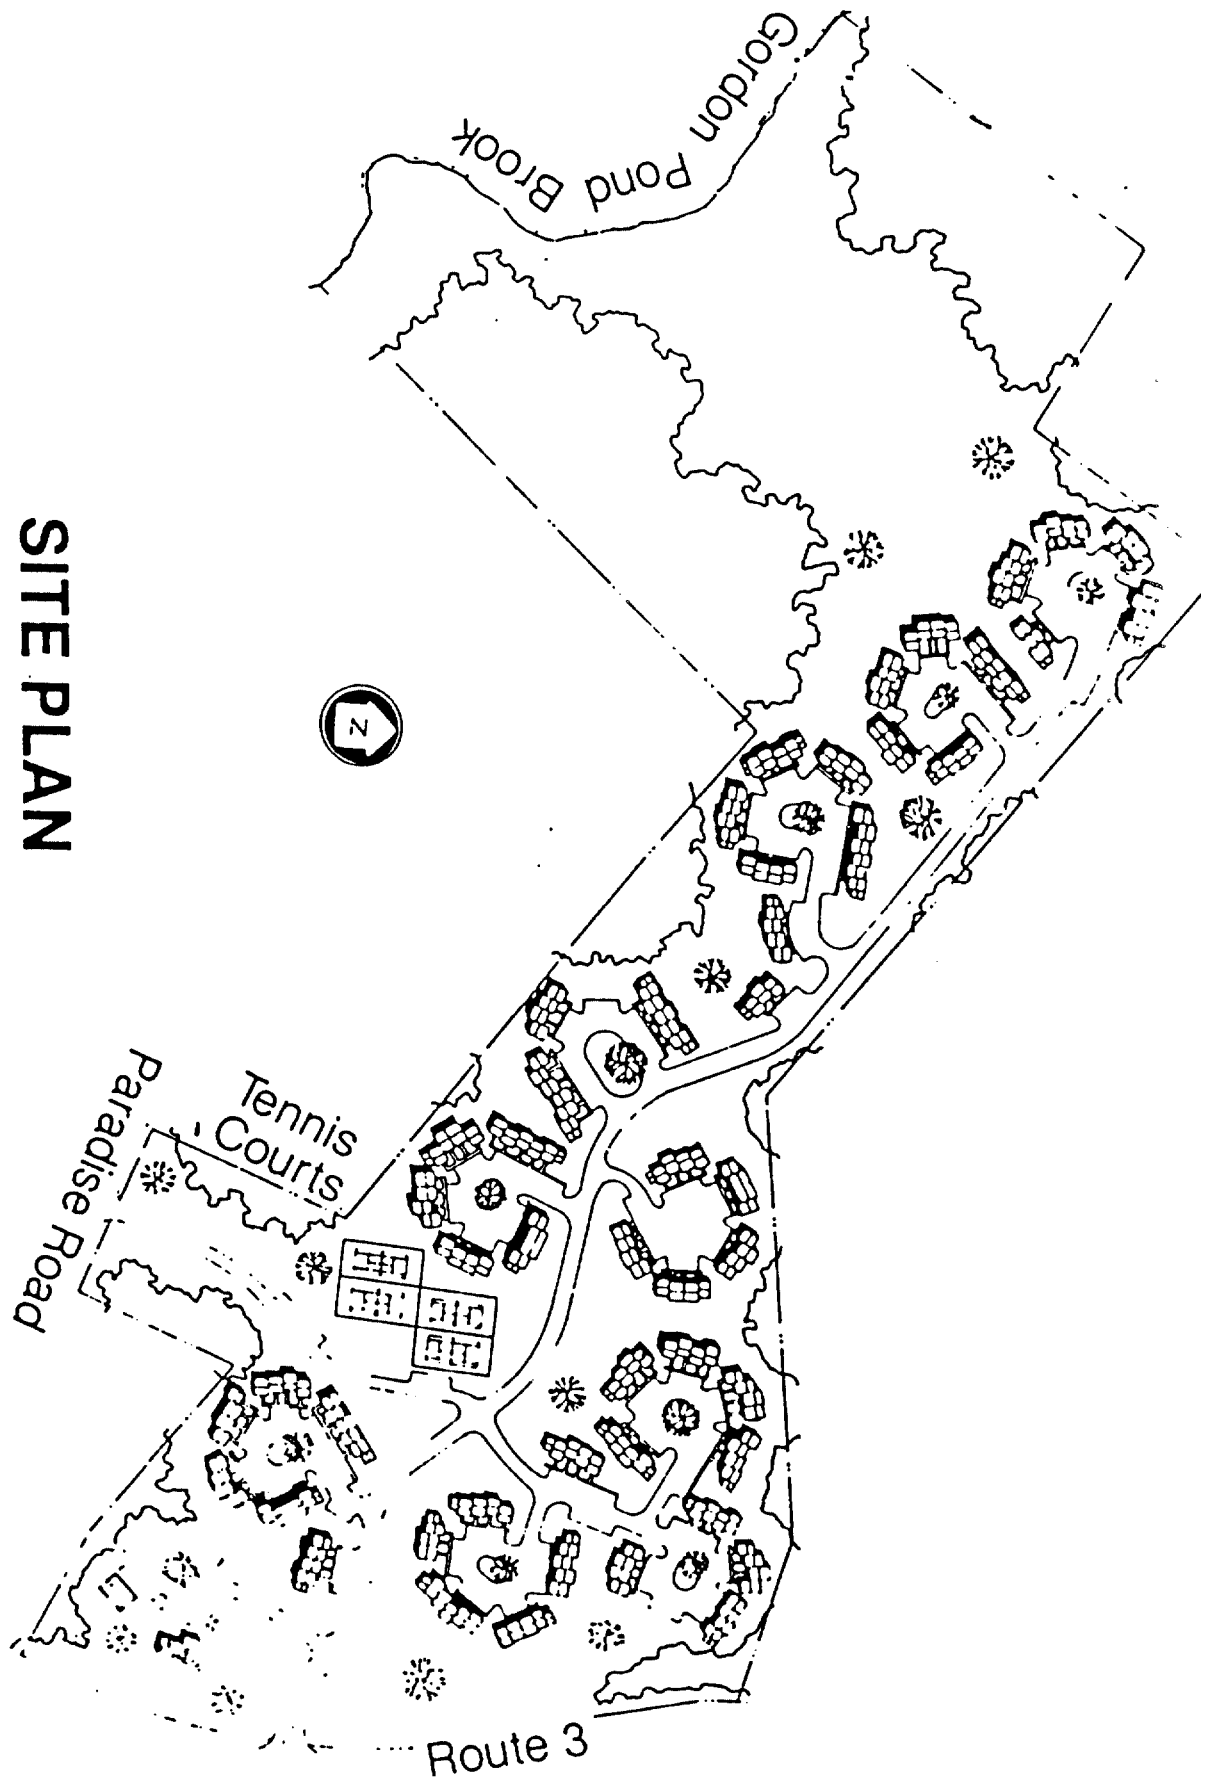 Gordon Pond Brook
SITE PLAN
N
Tennis
Courts
Paradise Road
Route 3